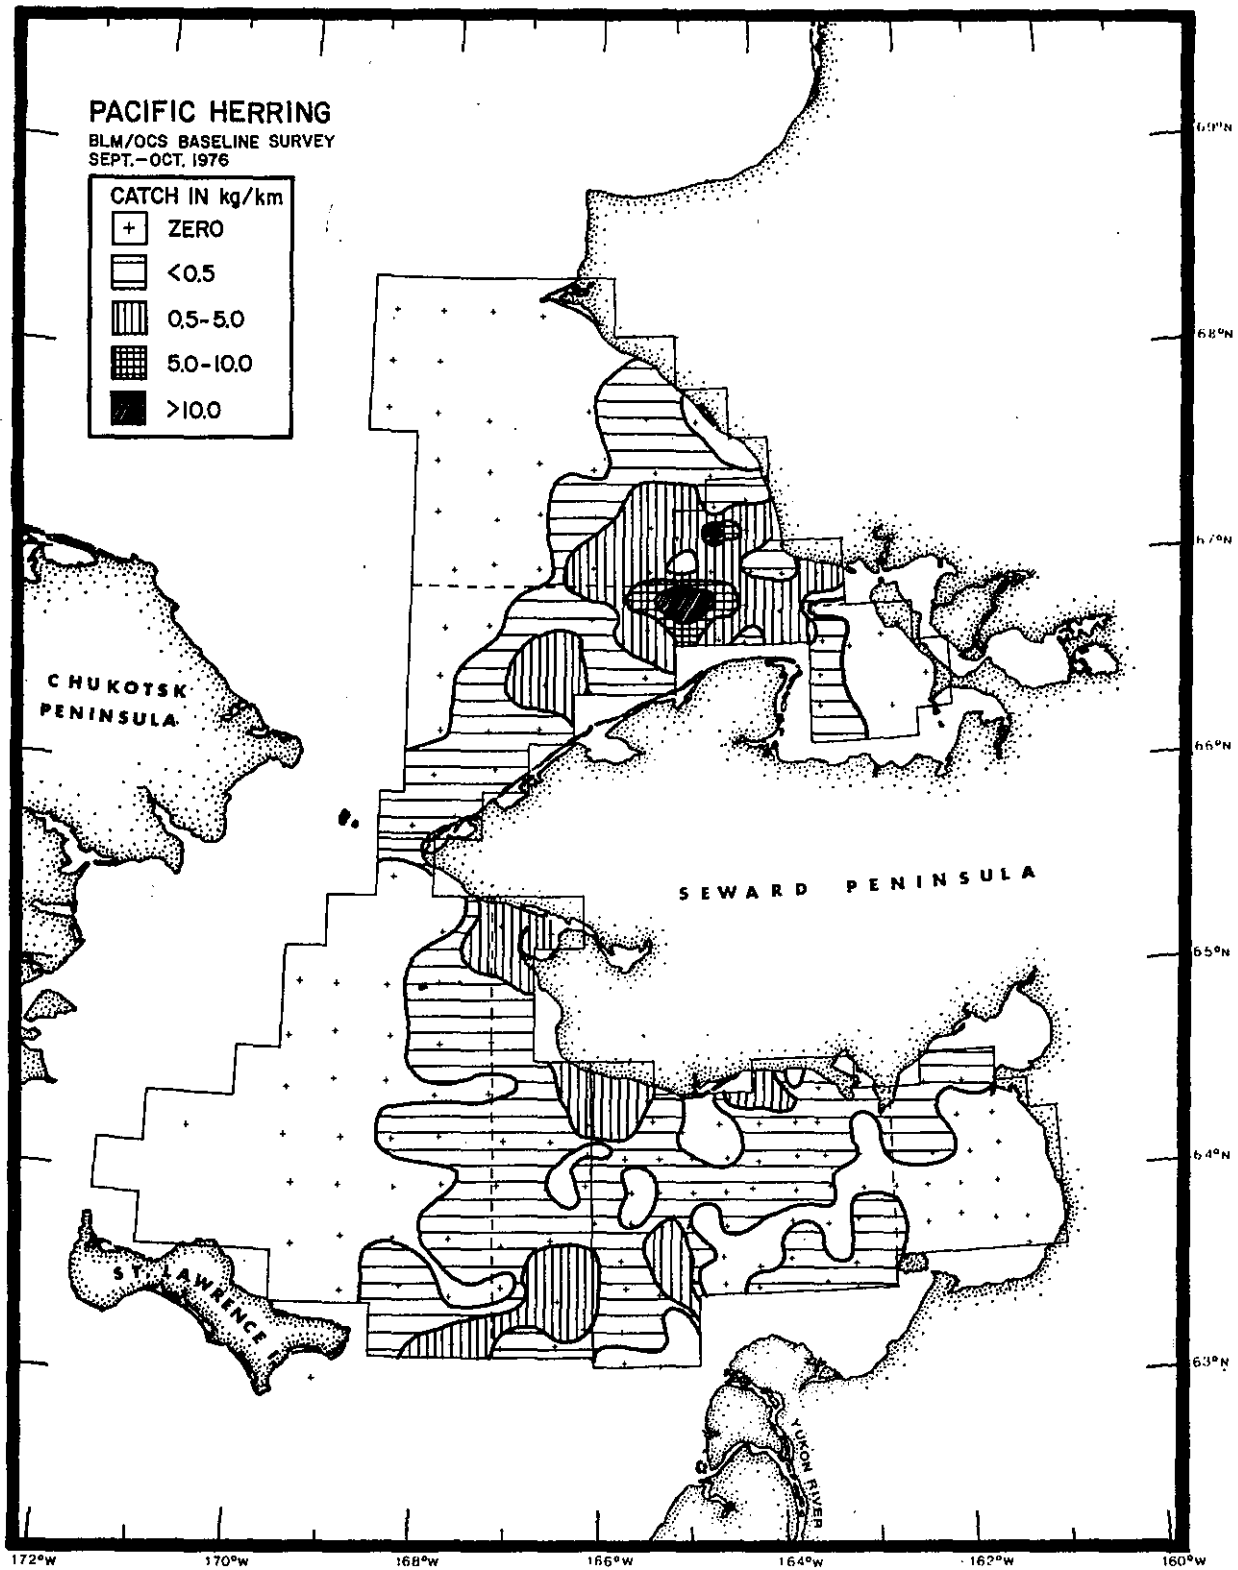 PACIFIC HERRING
BLM/OCS BASELINE SURVEY
SEPT.-OCT. 1976
CATCH IN kg/km
+ ZERO
<0.5
0.5-5.0
5.0-10.0
>10.0
69°N
68°N
67°N
CHUKOTSK
PENINSULA
66°N
SEWARD PENINSULA
65°N
64°N
ST. LAWRENCE I
63°N
YUKON RIVER
172°W
170°W
168°W
166°W
164°W
162°W
160°W